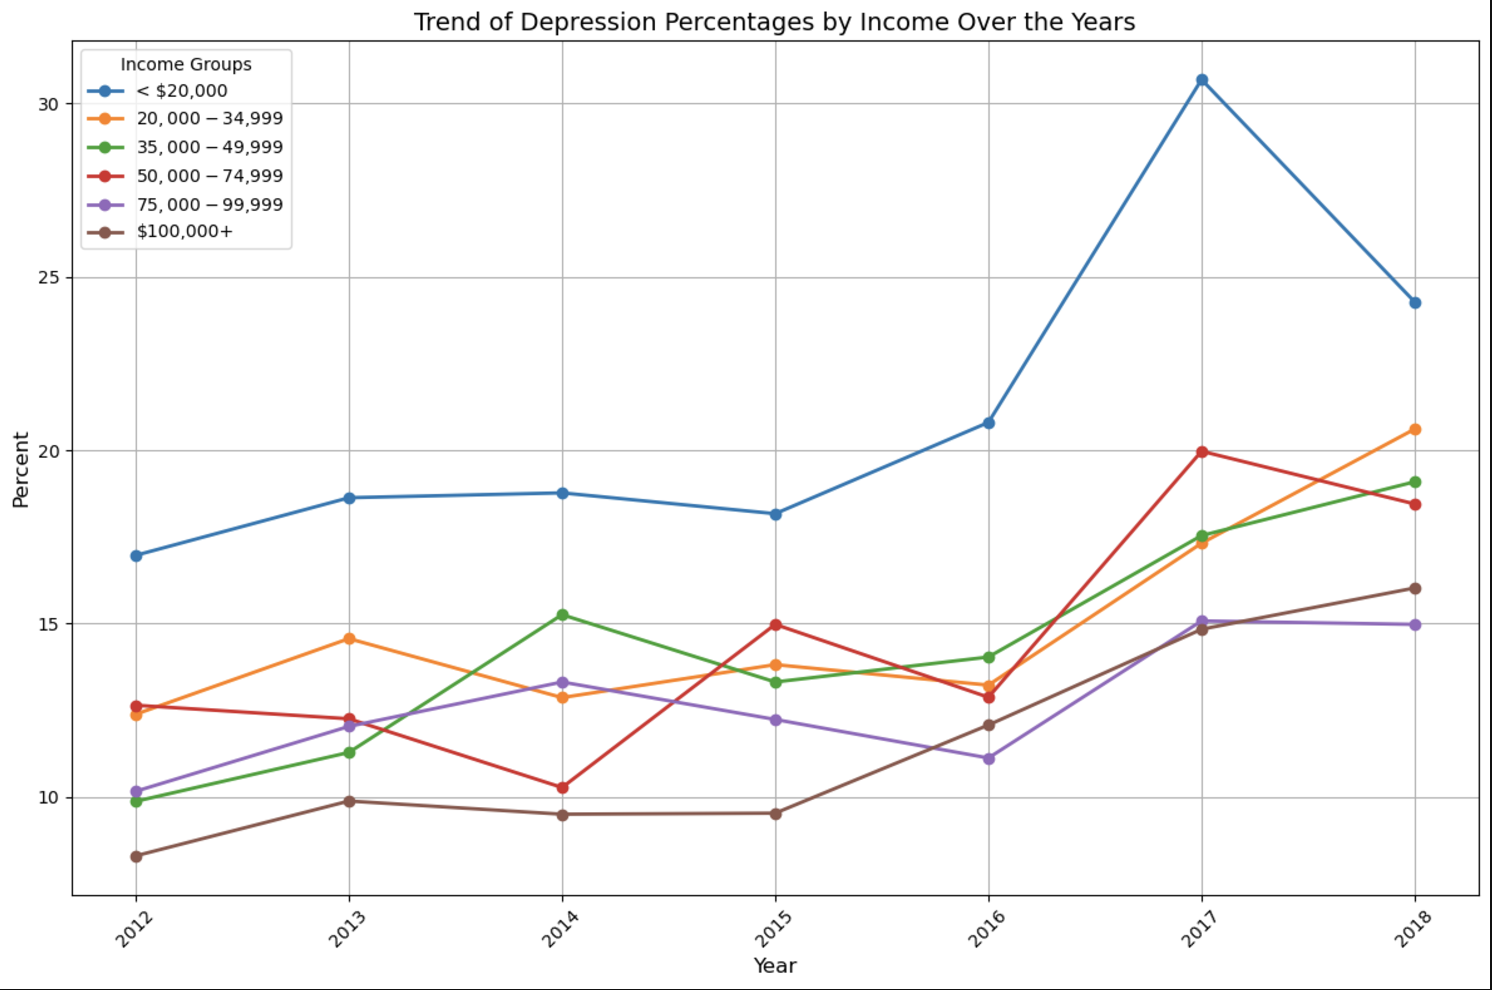 Trend of Depression Percentages by Income Over the Years
Income Groups
< $20,000
20,000 − 34,999
35,000 − 49,999
50,000 − 74,999
75,000 − 99,999
$100,000+
30
25
20
15
10
Percent
2012 2013 2014 2015 2016 2017 2018
Year